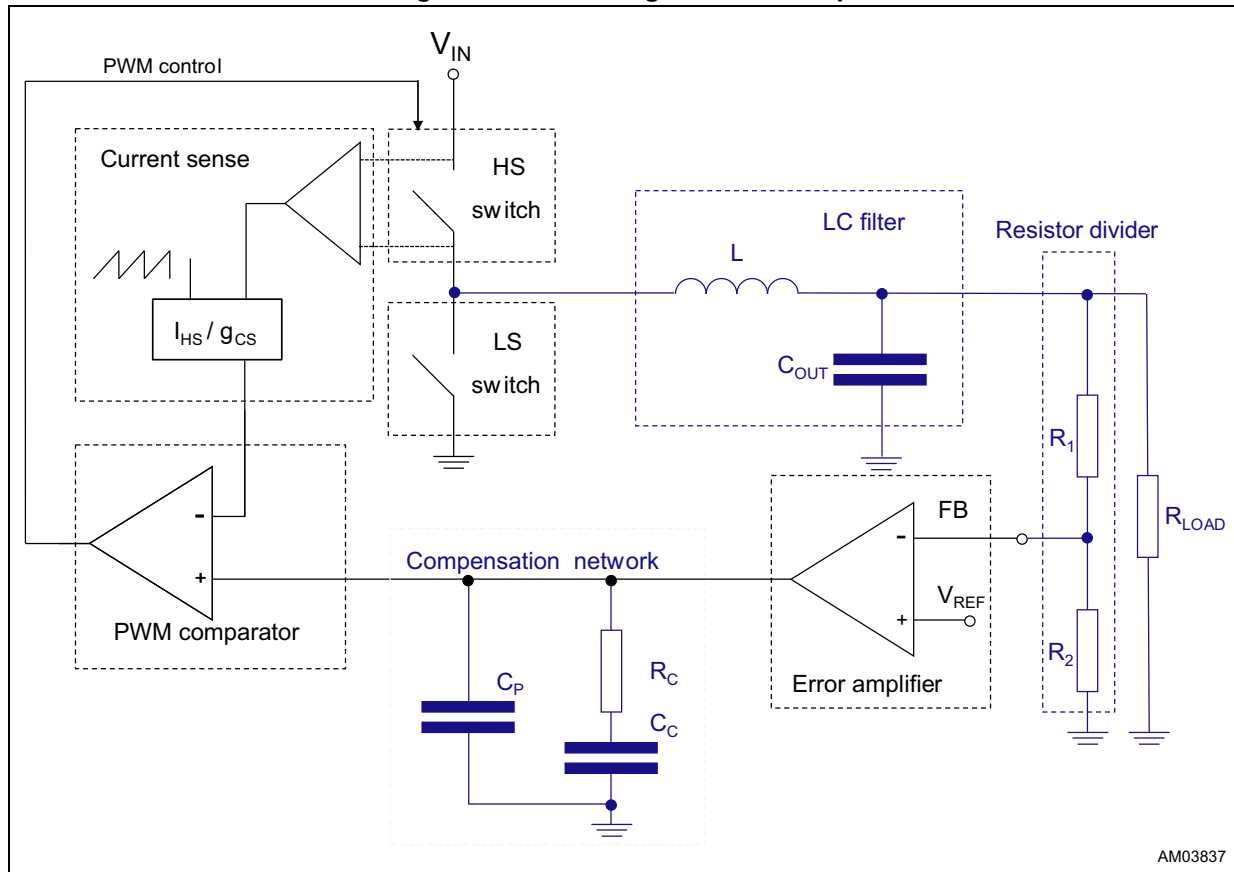 V_IN
PWM control
Current sense
HS
switch
LC filter
Resistor divider
L
I_HS / g_CS
LS
switch
C_OUT
R_1
-
+
PWM comparator
Compensation network
FB
-
V_REF
+
R_LOAD
R_2
Error amplifier
C_P
R_C
C_C
AM03837